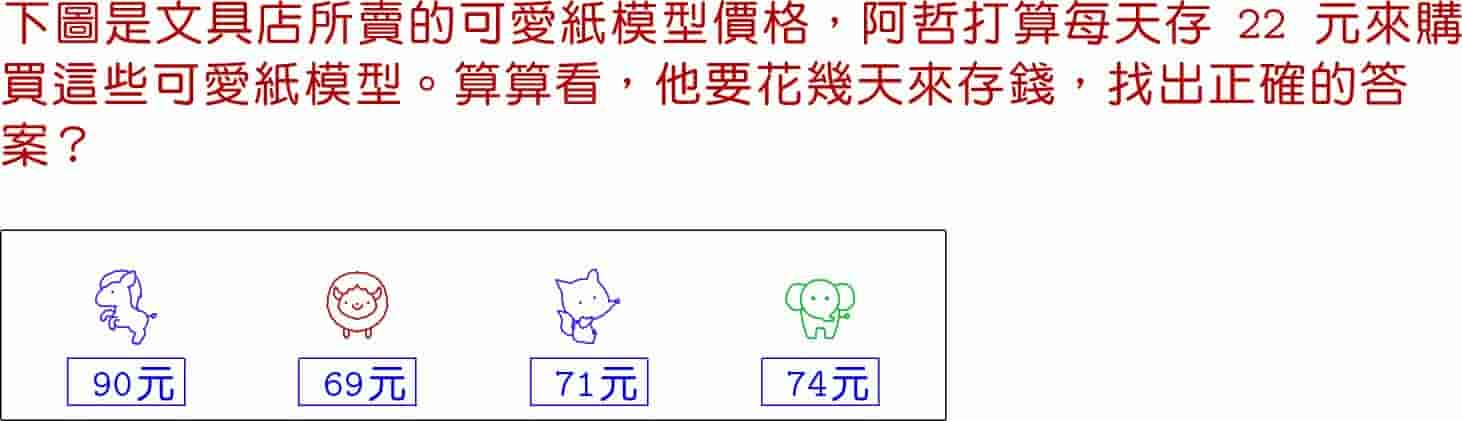 下圖是文具店所賣的可愛紙模型價格，阿哲打算每天存 22 元來購
買這些可愛紙模型。算算看，他要花幾天來存錢，找出正確的答
案？
90元 69元 71元 74元